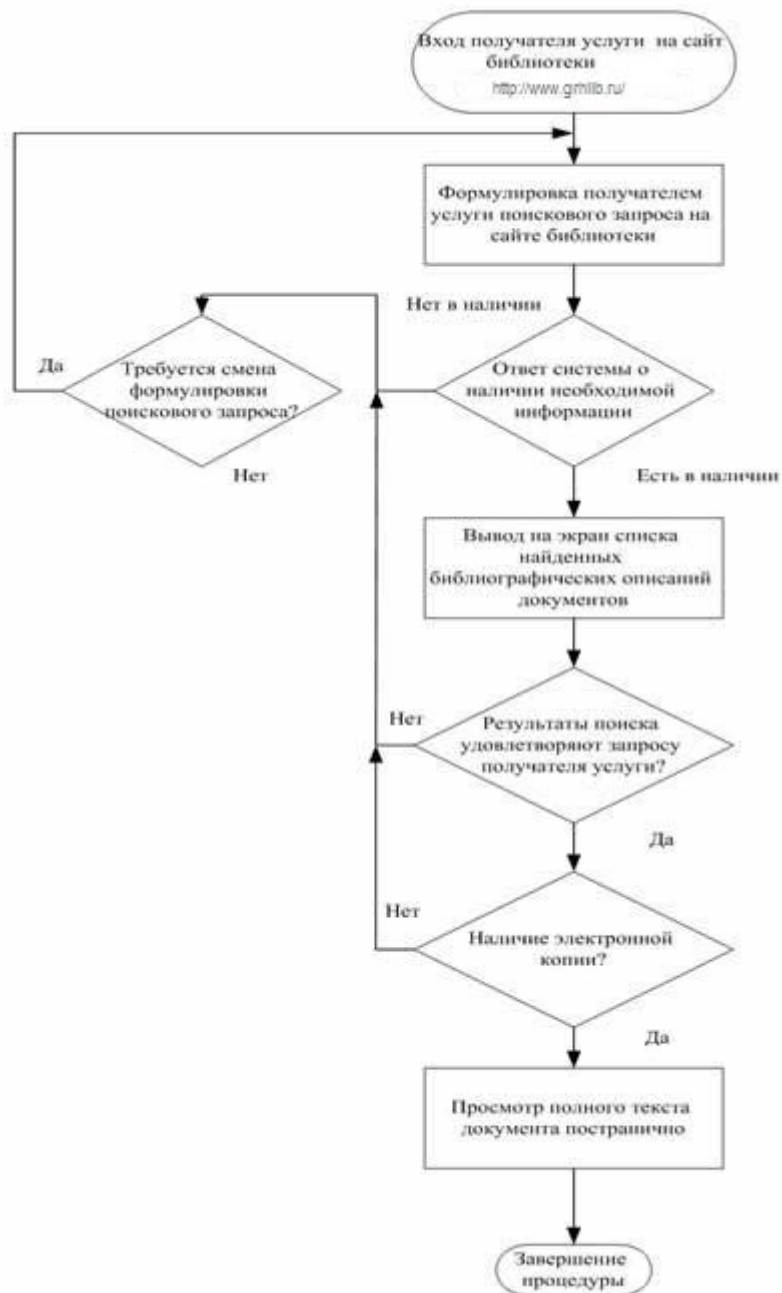 Вход получателя услуги на сайт
библиотеки
http://www.girhlib.ru/
Формулировка получателем
услуги поискового запроса на
сайте библиотеки
Нет в наличии
Да
Требуется смена
формулировки
поискового запроса?
Ответ системы о
наличии необходимой
информации
Нет
Есть в наличии
Вывод на экран списка
найденных
библиографических описаний
документов
Нет
Результаты поиска
удовлетворяют запросу
получателя услуги?
Да
Нет
Наличие электронной
копии?
Да
Просмотр полного текста
документа постранично
Завершение
процедуры